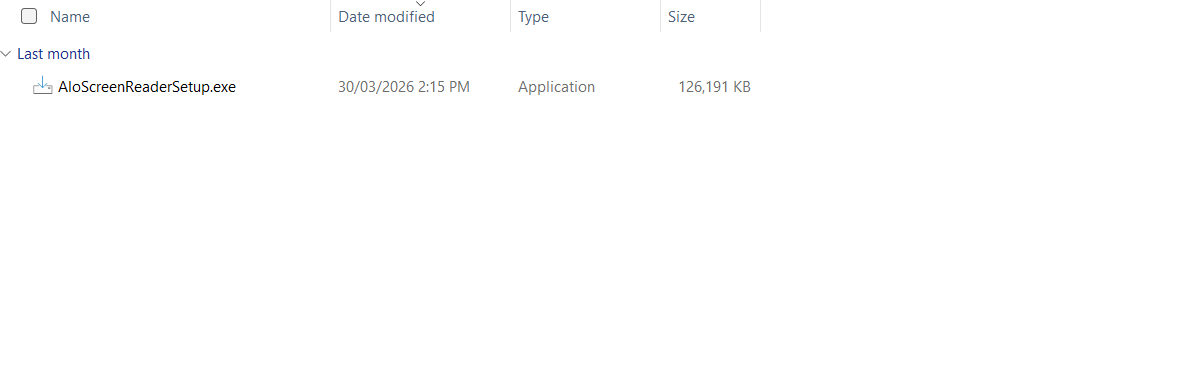 Name Date modified Type Size
Last month
AIoScreenReaderSetup.exe 30/03/2026 2:15 PM Application 126,191 KB